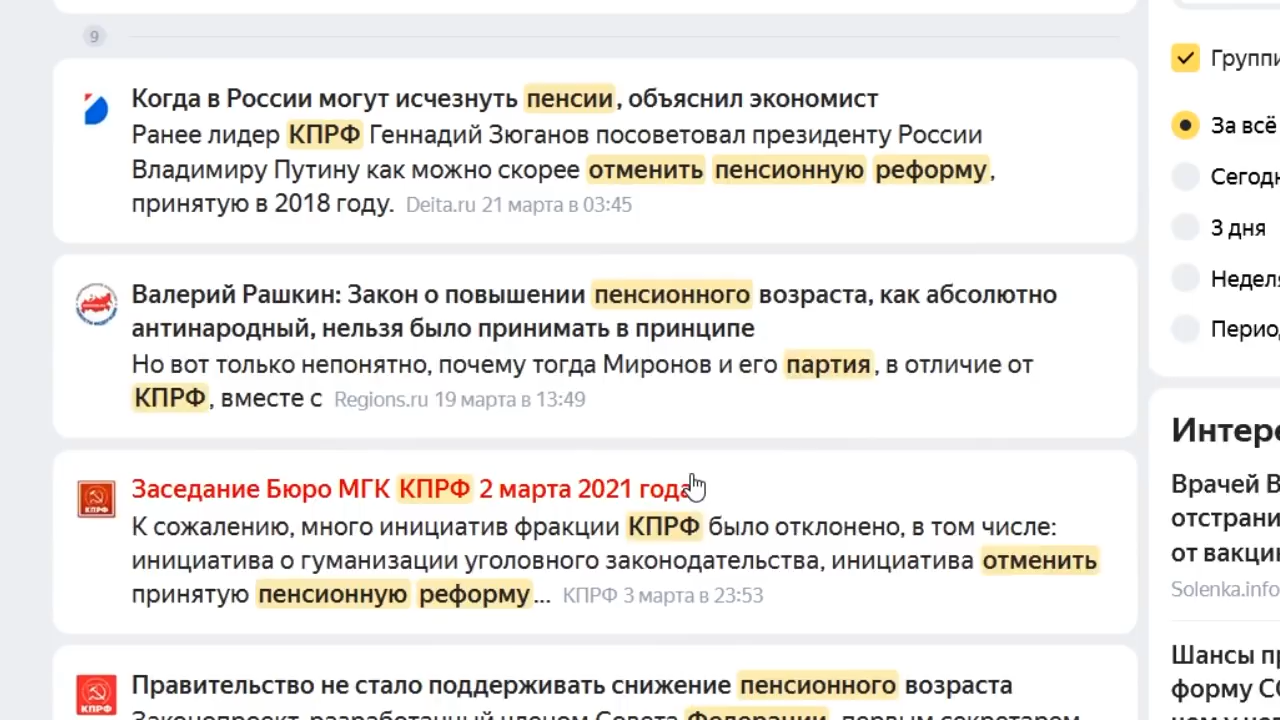 9
Когда в России могут исчезнуть пенсии, объяснил экономист
Ранее лидер КПРФ Геннадий Зюганов посоветовал президенту России
Владимиру Путину как можно скорее отменить пенсионную реформу,
принятую в 2018 году. Deita.ru 21 марта в 03:45
Валерий Рашкин: Закон о повышении пенсионного возраста, как абсолютно
антинародный, нельзя было принимать в принципе
Но вот только непонятно, почему тогда Миронов и его партия, в отличие от
КПРФ, вместе с Regions.ru 19 марта в 13:49
Заседание Бюро МГК КПРФ 2 марта 2021 года
К сожалению, много инициатив фракции КПРФ было отклонено, в том числе:
инициатива о гуманизации уголовного законодательства, инициатива отменить
принятую пенсионную реформу... КПРФ 3 марта в 23:53
Правительство не стало поддерживать снижение пенсионного возраста
Законопроект, разработанный членом Совета Федерации, первым секретарем
КПРФ
КПРФ
Группи
За всё
Сегодн
3 дня
Неделя
Период
Интере
Врачей В
отстрани
от вакци
Solenka.info
Шансы пр
форму СС